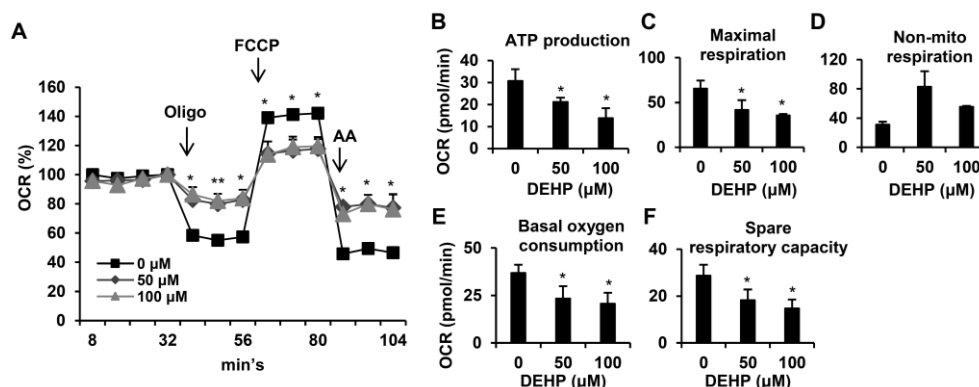 A
FCCP
Oligo
AA
* * *
* ** *
* * *
OCR (%)
160
140
120
100
80
60
40
20
0
0 µM
50 µM
100 µM
8 32 56 80 104
min's
B
ATP production
OCR (pmol/min)
40
30
20
10
0
* *
0 50 100
DEHP (µM)
C
Maximal
respiration
100
50
0
* *
0 50 100
DEHP (µM)
D
Non-mito
respiration
120
80
40
0
0 50 100
DEHP (µM)
E
Basal oxygen
consumption
OCR (pmol/min)
50
25
0
* *
0 50 100
DEHP (µM)
F
Spare
respiratory capacity
40
20
0
* *
0 50 100
DEHP (µM)